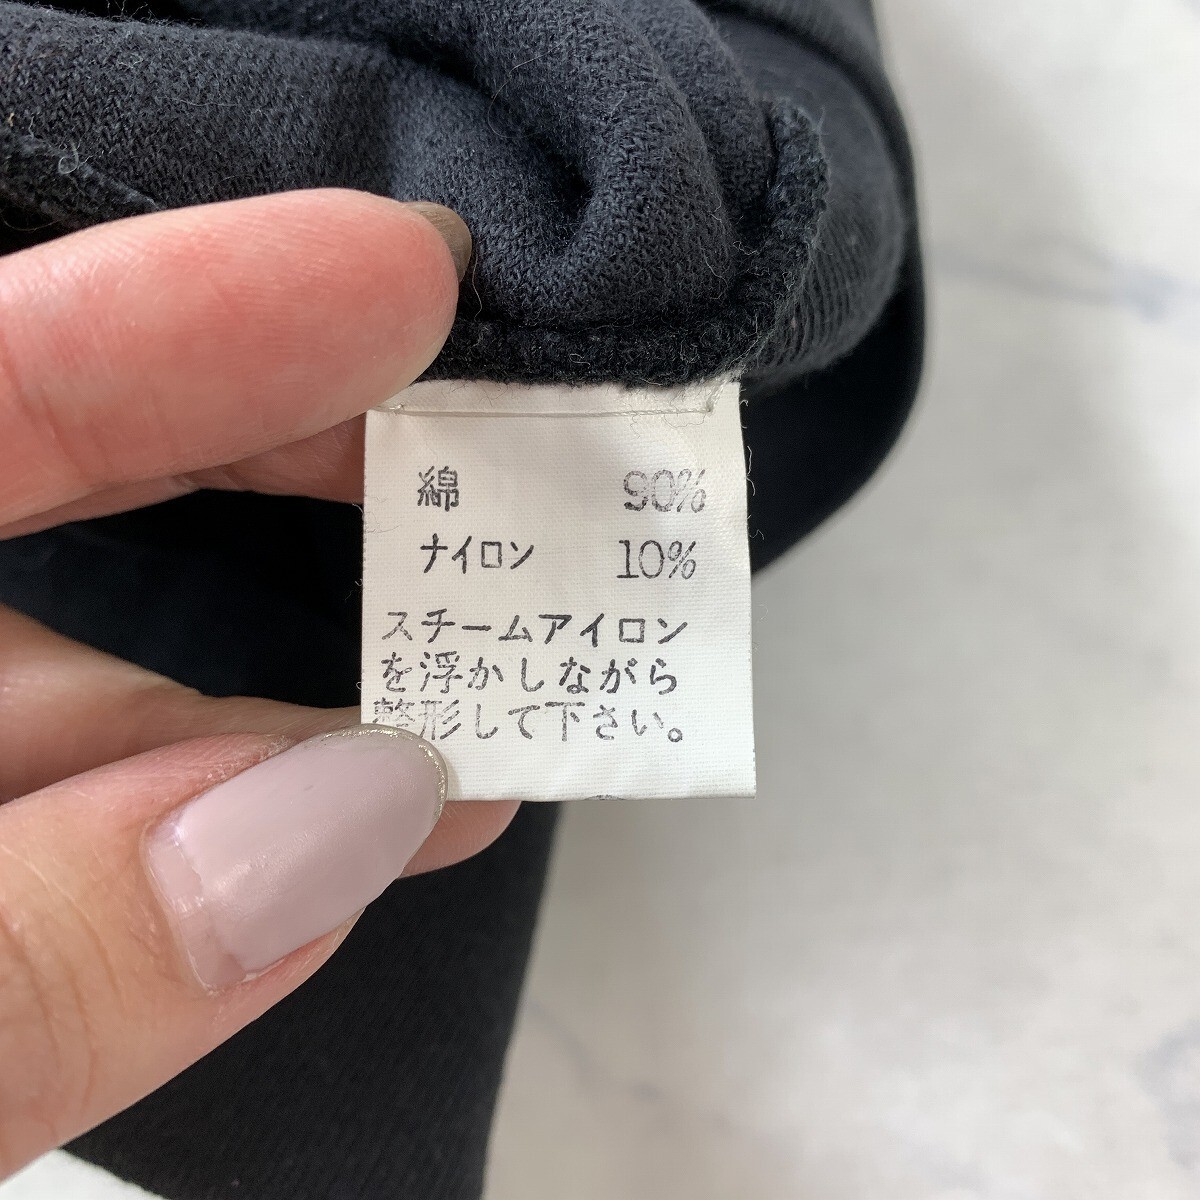 綿 90%
ナイロン 10%
スチームアイロン
を浮かしながら
整形して下さい。